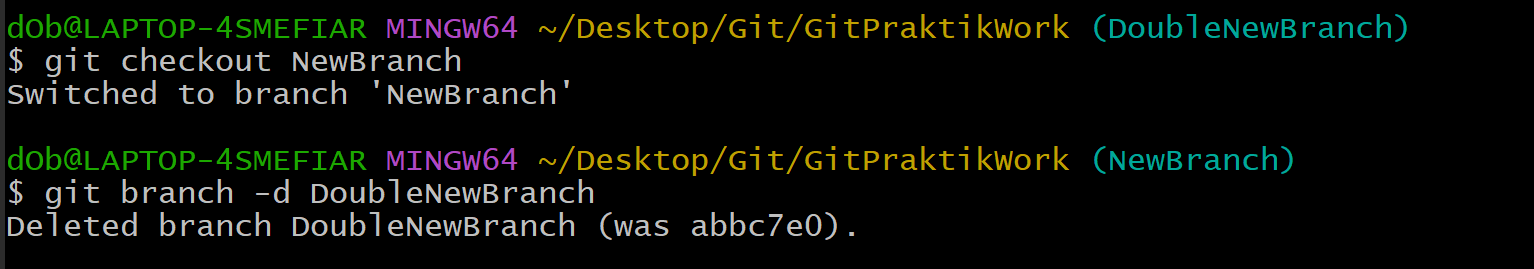 dOb@LAPTOP-4SMEFIAR MINGW64 ~/Desktop/Git/GitPraktikWork (DoubleNewBranch)
$ git checkout NewBranch
Switched to branch 'NewBranch'
dOb@LAPTOP-4SMEFIAR MINGW64 ~/Desktop/Git/GitPraktikWork (NewBranch)
$ git branch -d DoubleNewBranch
Deleted branch DoubleNewBranch (was abbc7e0).